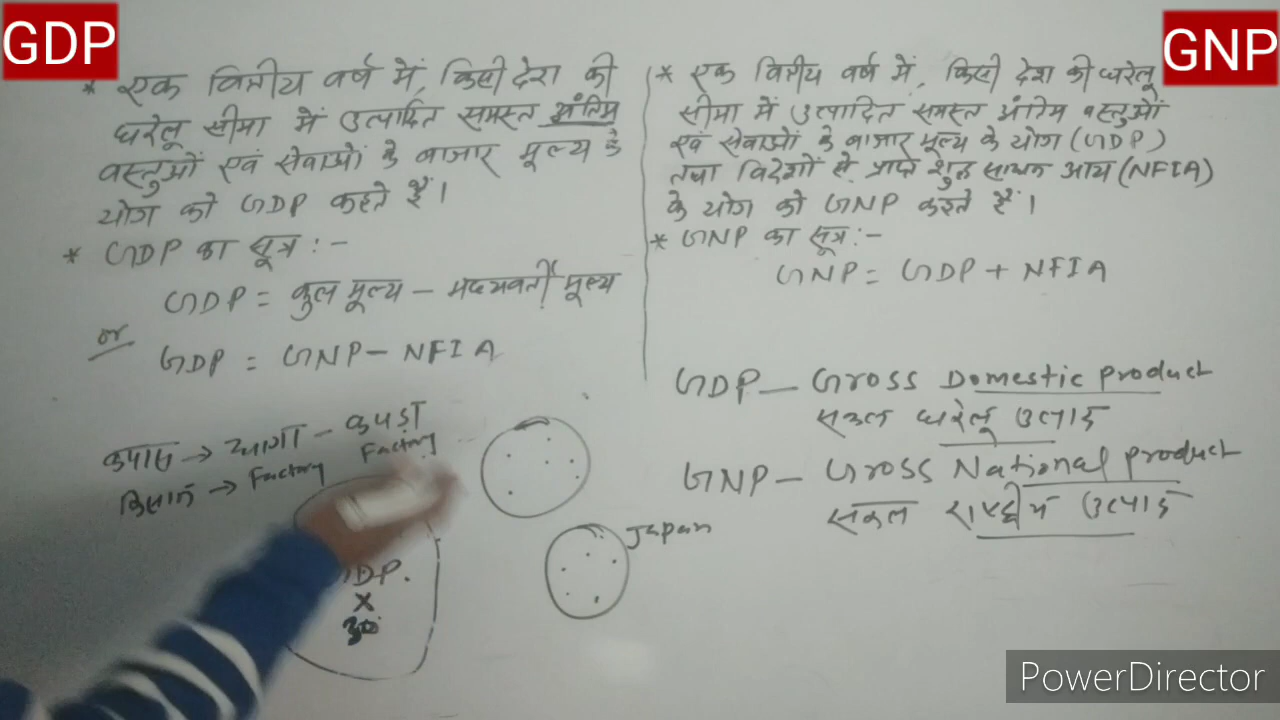 GDP
* एक वित्तीय वर्ष में, किसी देश की
घरेलू सीमा में उत्पादित समस्त अंतिम
वस्तुओं एवं सेवाओं के बाजार मूल्य के
योग को GDP कहते हैं।
* GDP का सूत्र :-
GDP = कुल मूल्य - मध्यवर्ती मूल्य
or
GDP = GNP - NFIA
कपास → धागा - कपड़ा
किसान → Factory Factory
DP.
X
GNP
* एक वित्तीय वर्ष में, किसी देश की घरेलू
सीमा में उत्पादित समस्त अंतिम वस्तुओं
एवं सेवाओं के बाजार मूल्य के योग (GDP)
तथा विदेशों से प्राप्त शुद्ध साधन आय (NFIA)
के योग को GNP कहते हैं।
* GNP का सूत्र :-
GNP = GDP + NFIA
GDP - Gross Domestic product
सकल घरेलू उत्पाद
GNP - Gross National product
सकल राष्ट्रीय उत्पाद
Japan
PowerDirector